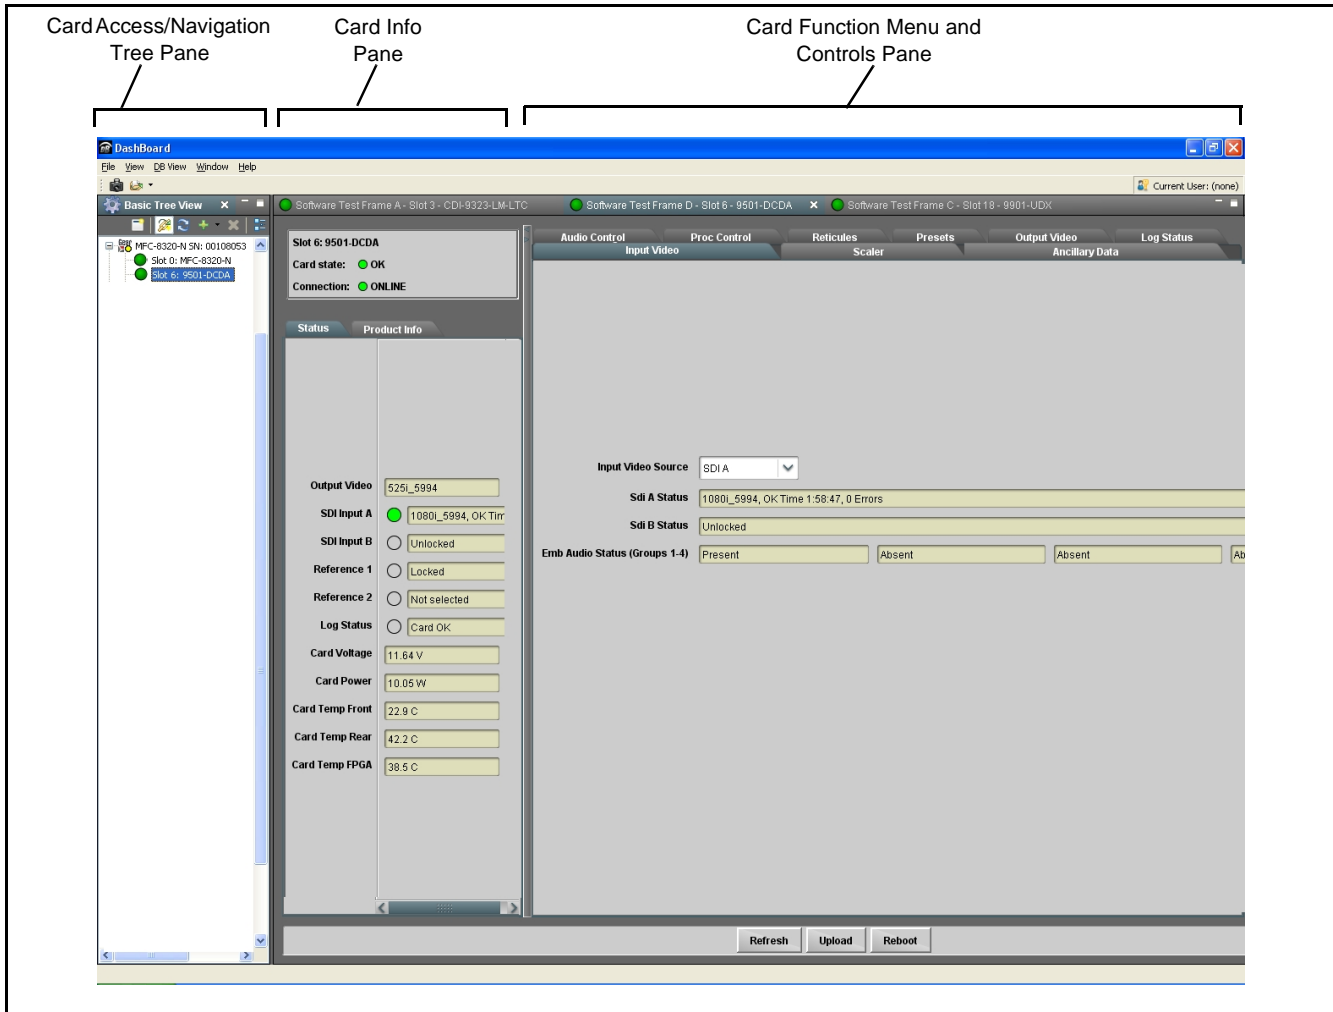 Card Access/Navigation
Tree Pane
Card Info
Pane
Card Function Menu and
Controls Pane
DashBoard
File View DB View Window Help
Current User: (none)
Basic Tree View
Software Test Frame A - Slot 3 - CDI-9323-LM-LTC
Software Test Frame D - Slot 6 - 9501-DCDA
Software Test Frame C - Slot 18 - 9901-UDX
MFC-8320-N SN: 00108053
Slot 0: MFC-8320-N
Slot 6: 9501-DCDA
Slot 6: 9501-DCDA
Card state: OK
Connection: ONLINE
Status Product Info
Output Video 525i_5994
SDI Input A 1080i_5994, OK Tim
SDI Input B Unlocked
Reference 1 Locked
Reference 2 Not selected
Log Status Card OK
Card Voltage 11.64 V
Card Power 10.05 W
Card Temp Front 22.9 C
Card Temp Rear 42.2 C
Card Temp FPGA 38.5 C
Audio Control Proc Control Reticules Presets Output Video Log Status
Input Video Scaler Ancillary Data
Input Video Source SDI A
Sdi A Status 1080i_5994, OK Time 1:58:47, 0 Errors
Sdi B Status Unlocked
Emb Audio Status (Groups 1-4) Present Absent Absent Ab
Refresh Upload Reboot